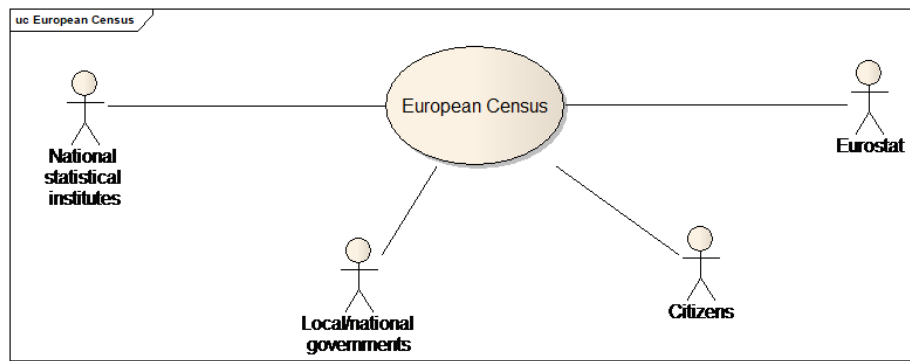 uc European Census
European Census
National
statistical
institutes
Eurostat
Local/national
governments
Citizens